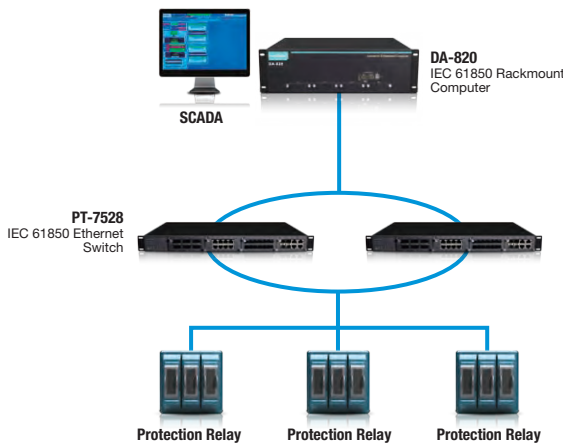 DA-820
IEC 61850 Rackmount
Computer
SCADA
PT-7528
IEC 61850 Ethernet
Switch
Protection Relay
Protection Relay
Protection Relay